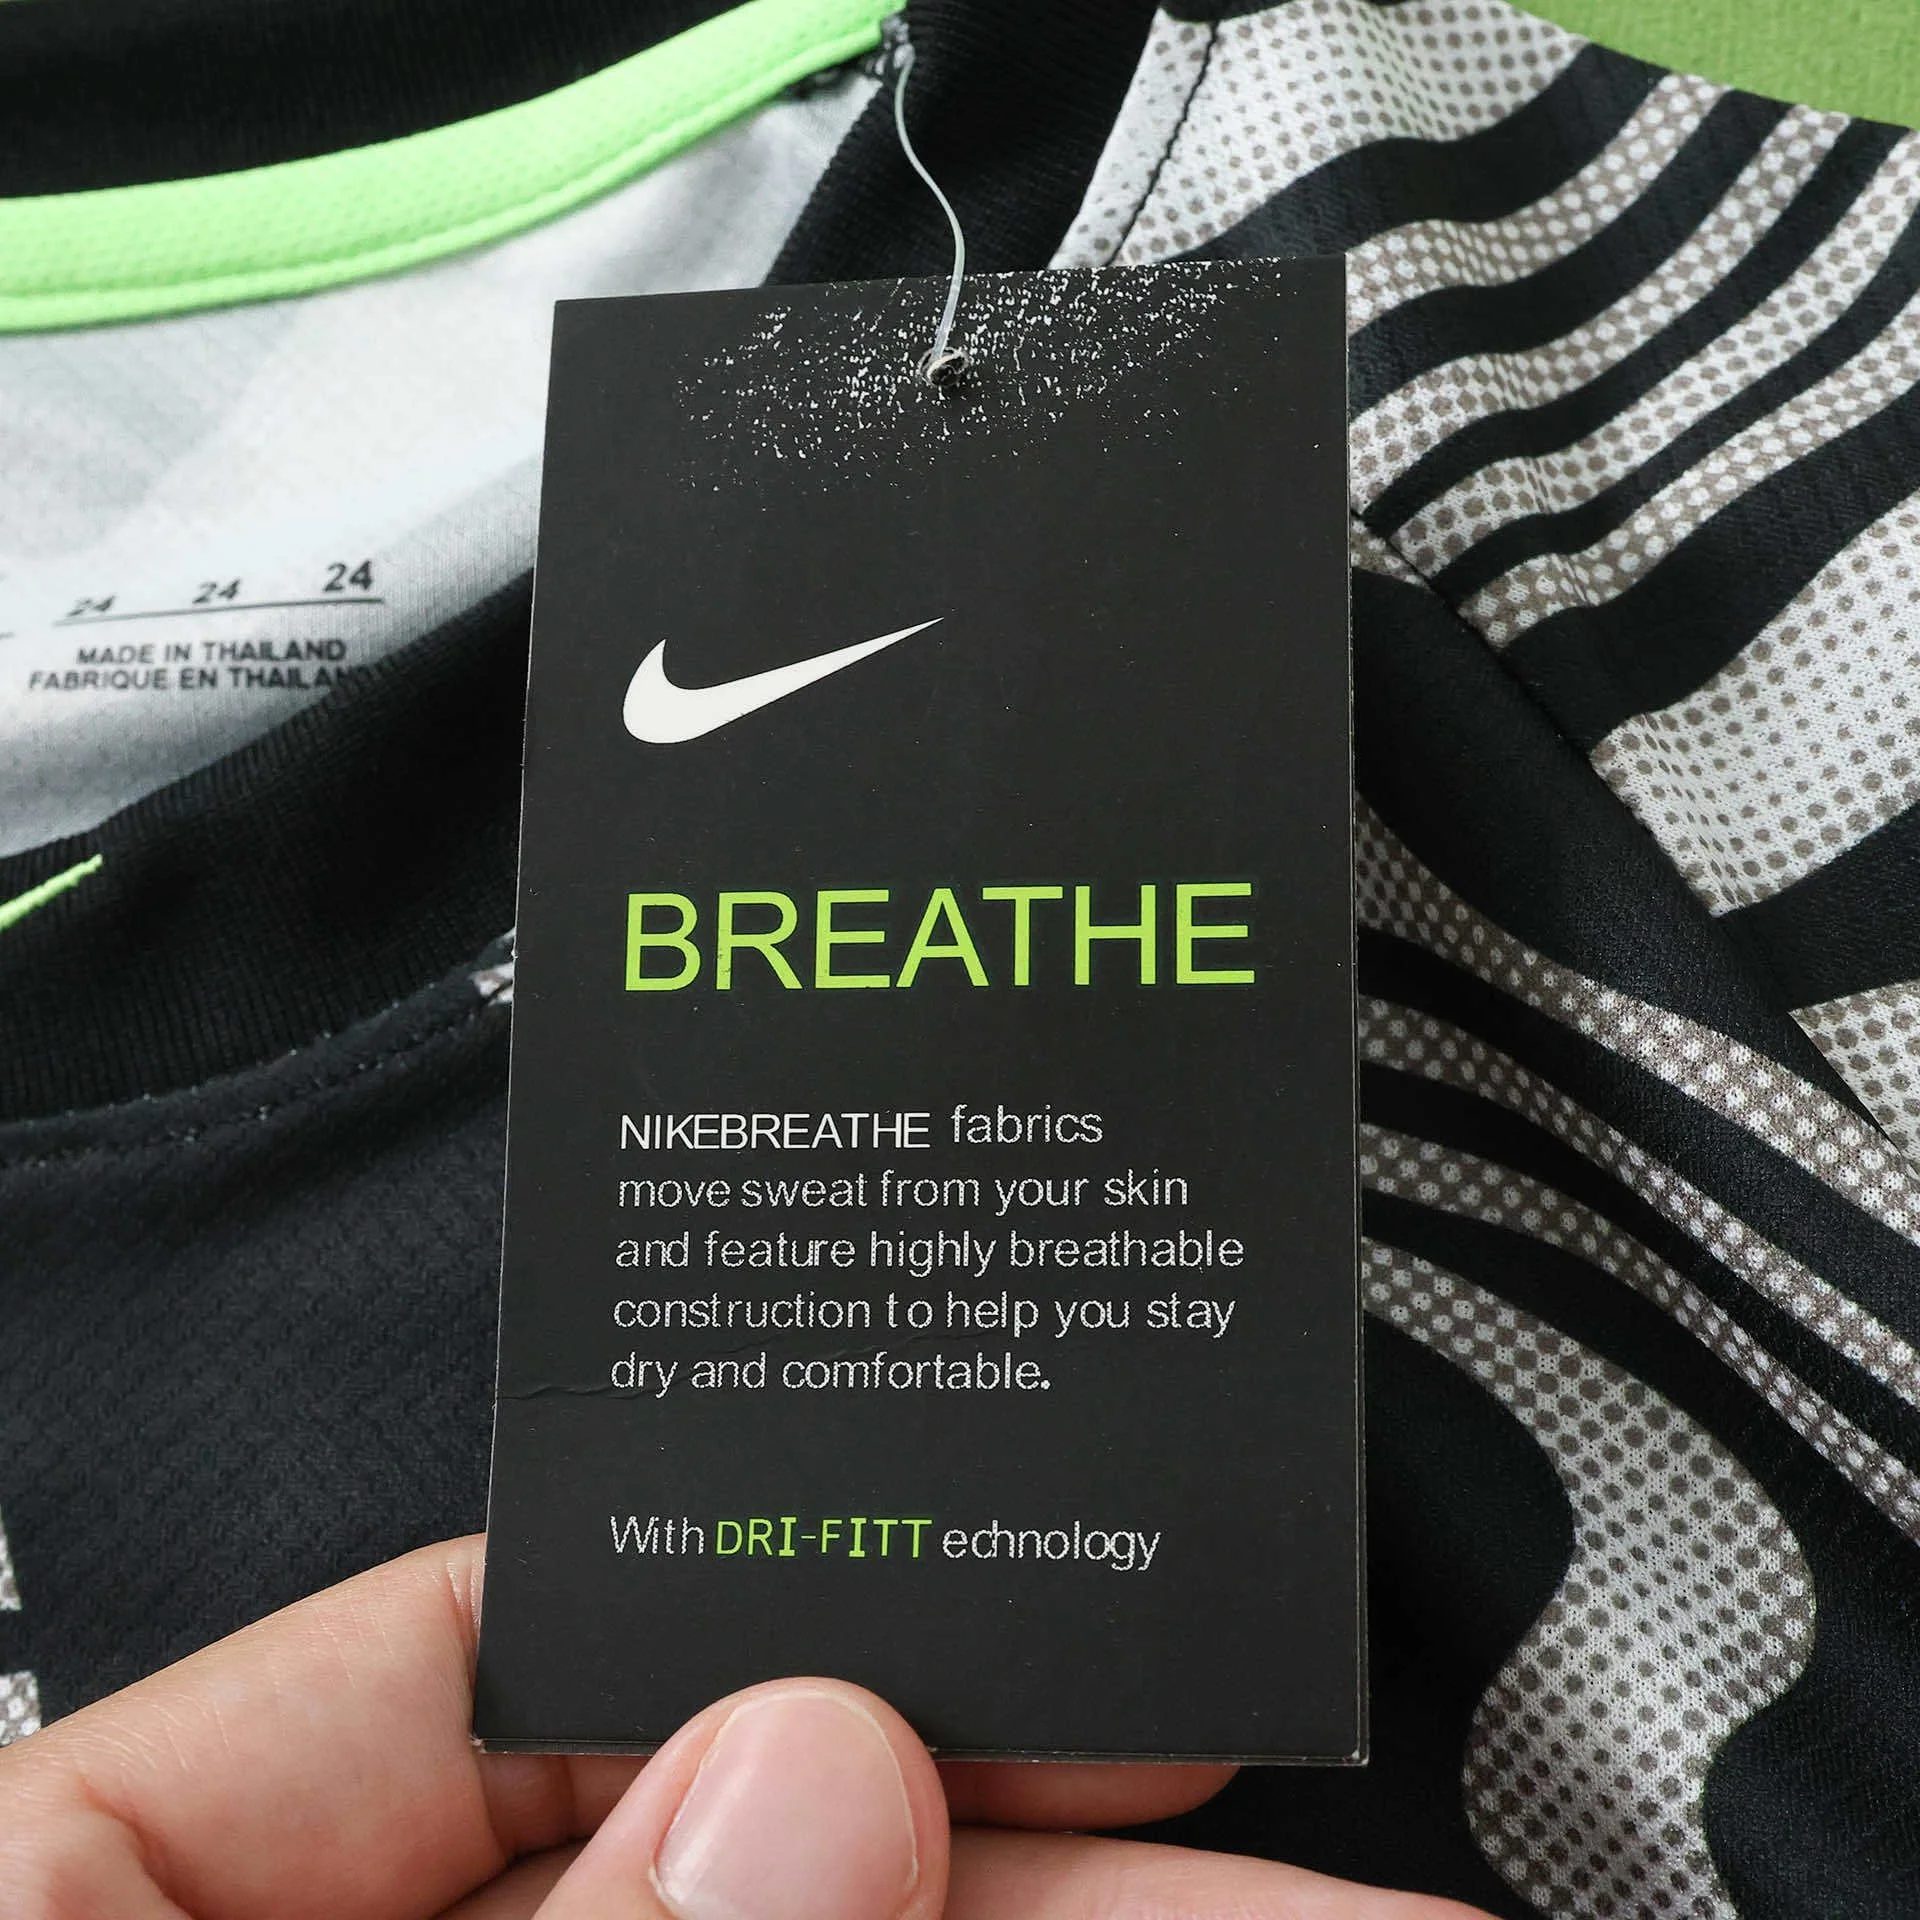 24 24 24
MADE IN THAILAND
FABRIQUE EN THAILAND
BREATHE
NIKEBREATHE fabrics
move sweat from your skin
and feature highly breathable
construction to help you stay
dry and comfortable.
With DRI-FITT echnology